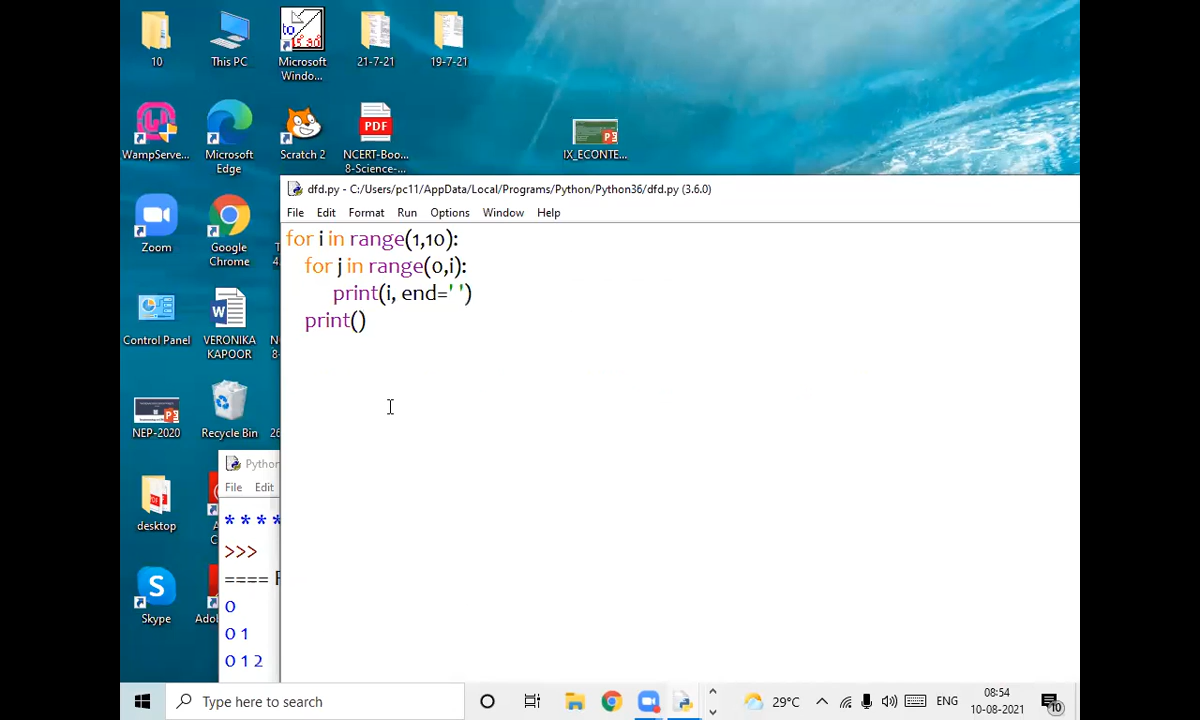 10
This PC
Microsoft
Windo...
21-7-21
19-7-21
WampServe...
Microsoft
Edge
Scratch 2
PDF
NCERT-Boo...
8-Science-...
IX_ECONTE...
dfd.py - C:/Users/pc11/AppData/Local/Programs/Python/Python36/dfd.py (3.6.0)
File Edit Format Run Options Window Help
for i in range(1,10):
for j in range(0,i):
print(i, end=' ')
print()
Zoom
Google
Chrome
Control Panel
VERONIKA
KAPOOR
NEP-2020
Recycle Bin
desktop
Skype
Python
File Edit
* * * *
>>>
====
0
0 1
0 1 2
Type here to search
29°C
ENG
08:54
10-08-2021
10